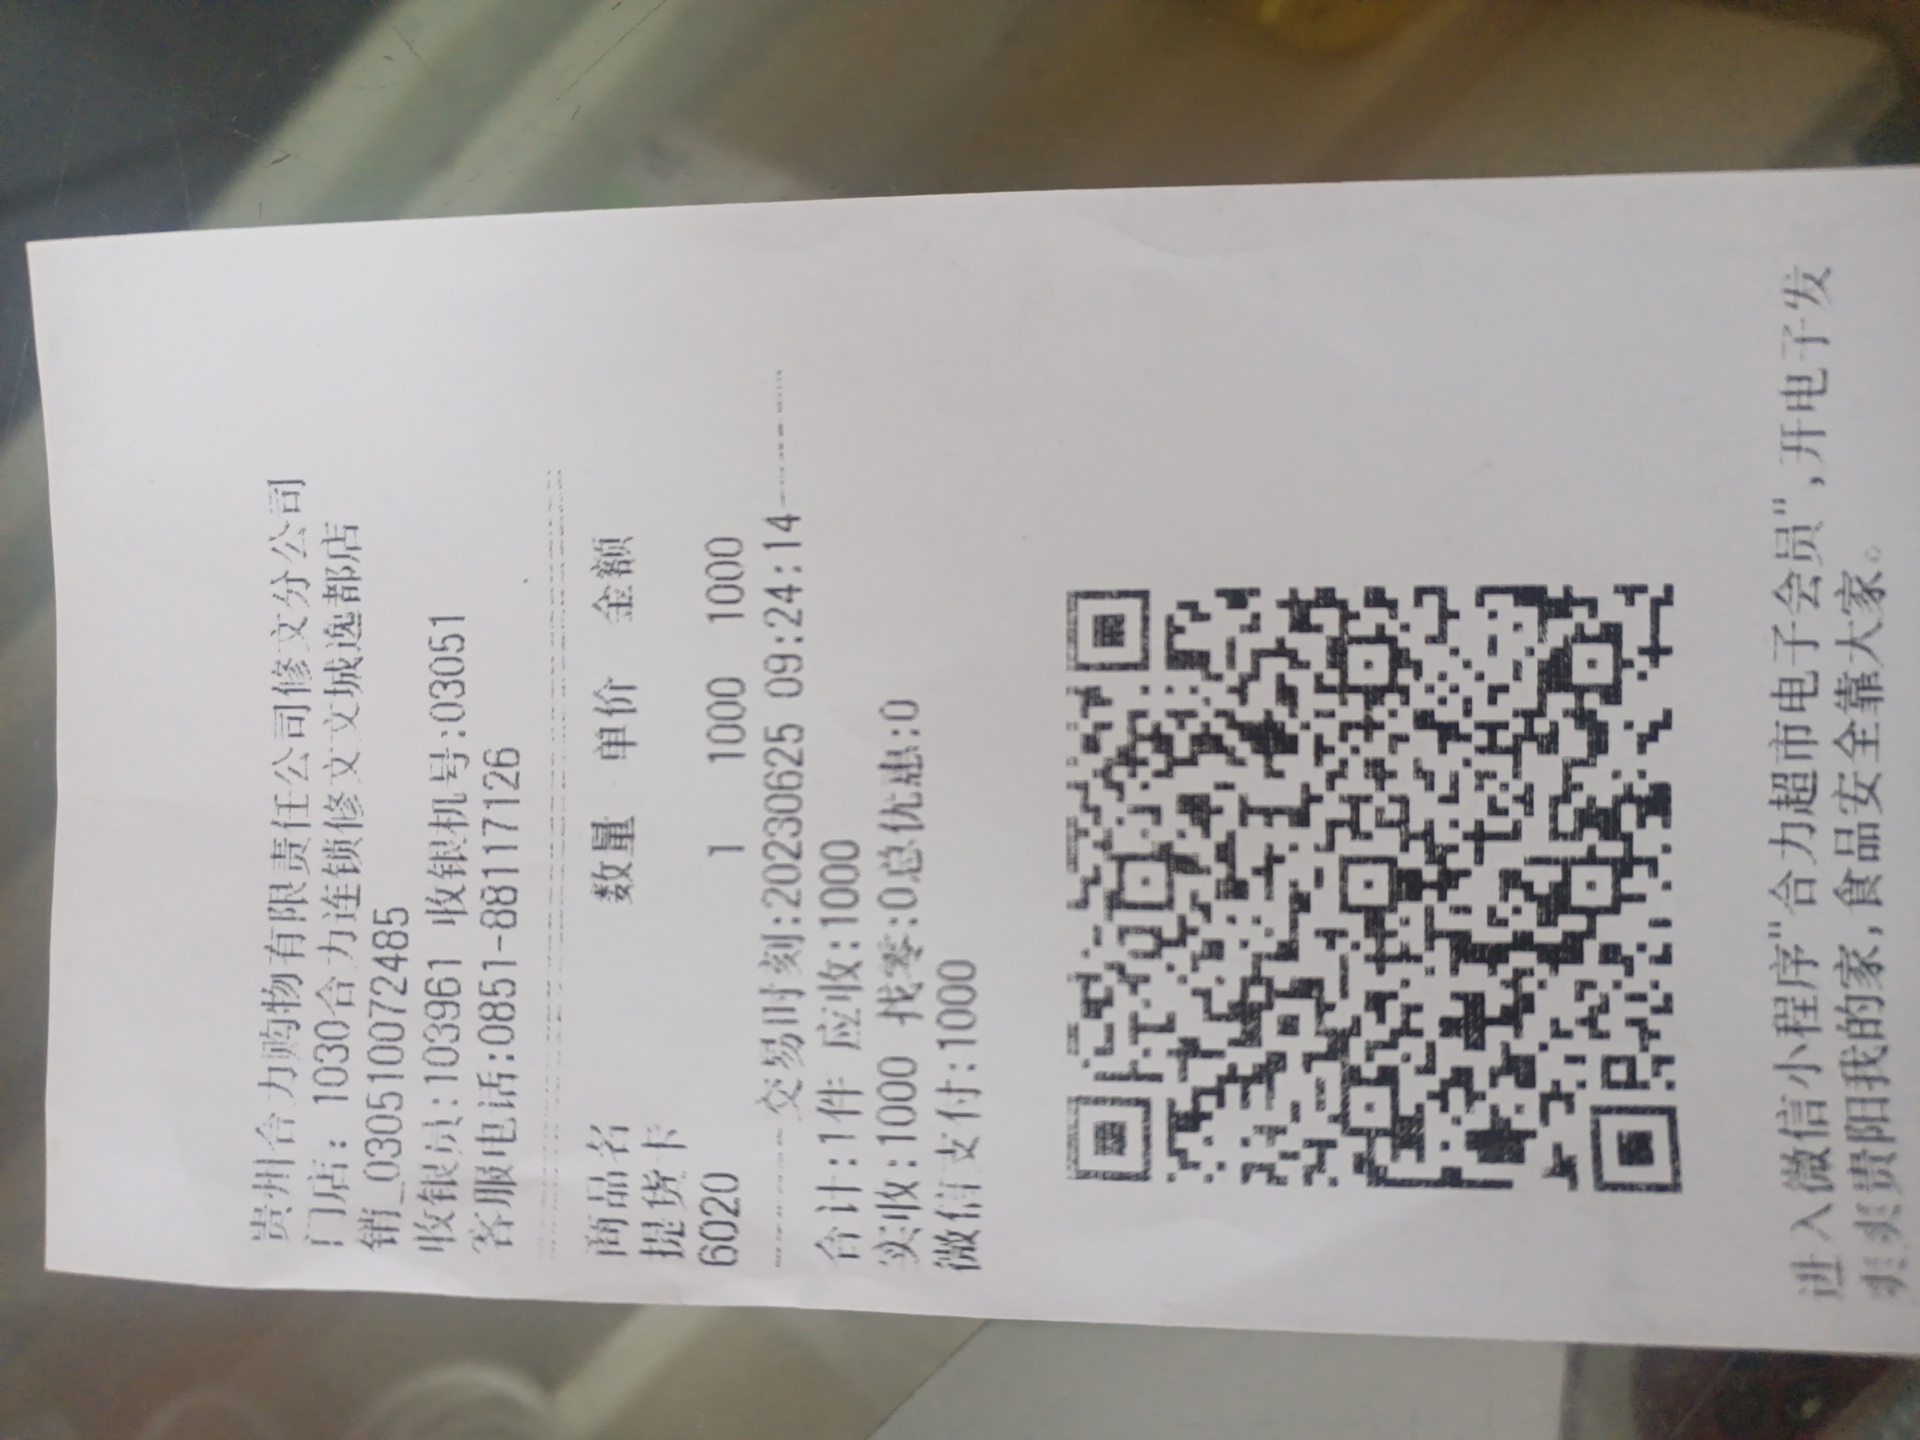 贵州合力购物有限责任公司修文分公司
门店: 1030合力连锁修文文城逸都店
销_0305100724485
收银员:103961 收银机号:03051
客服电话:0851-88117126
商品名 数量 单价 金额
提货卡
6020 1 1000 1000
交易时刻:20230625 09:24:14
合计:1件 应收:1000
实收:1000 找零:0总优惠:0
微信支付:1000
进入微信小程序"合力超市电子会员",开电子发
爽爽贵阳我的家,食品安全靠大家。